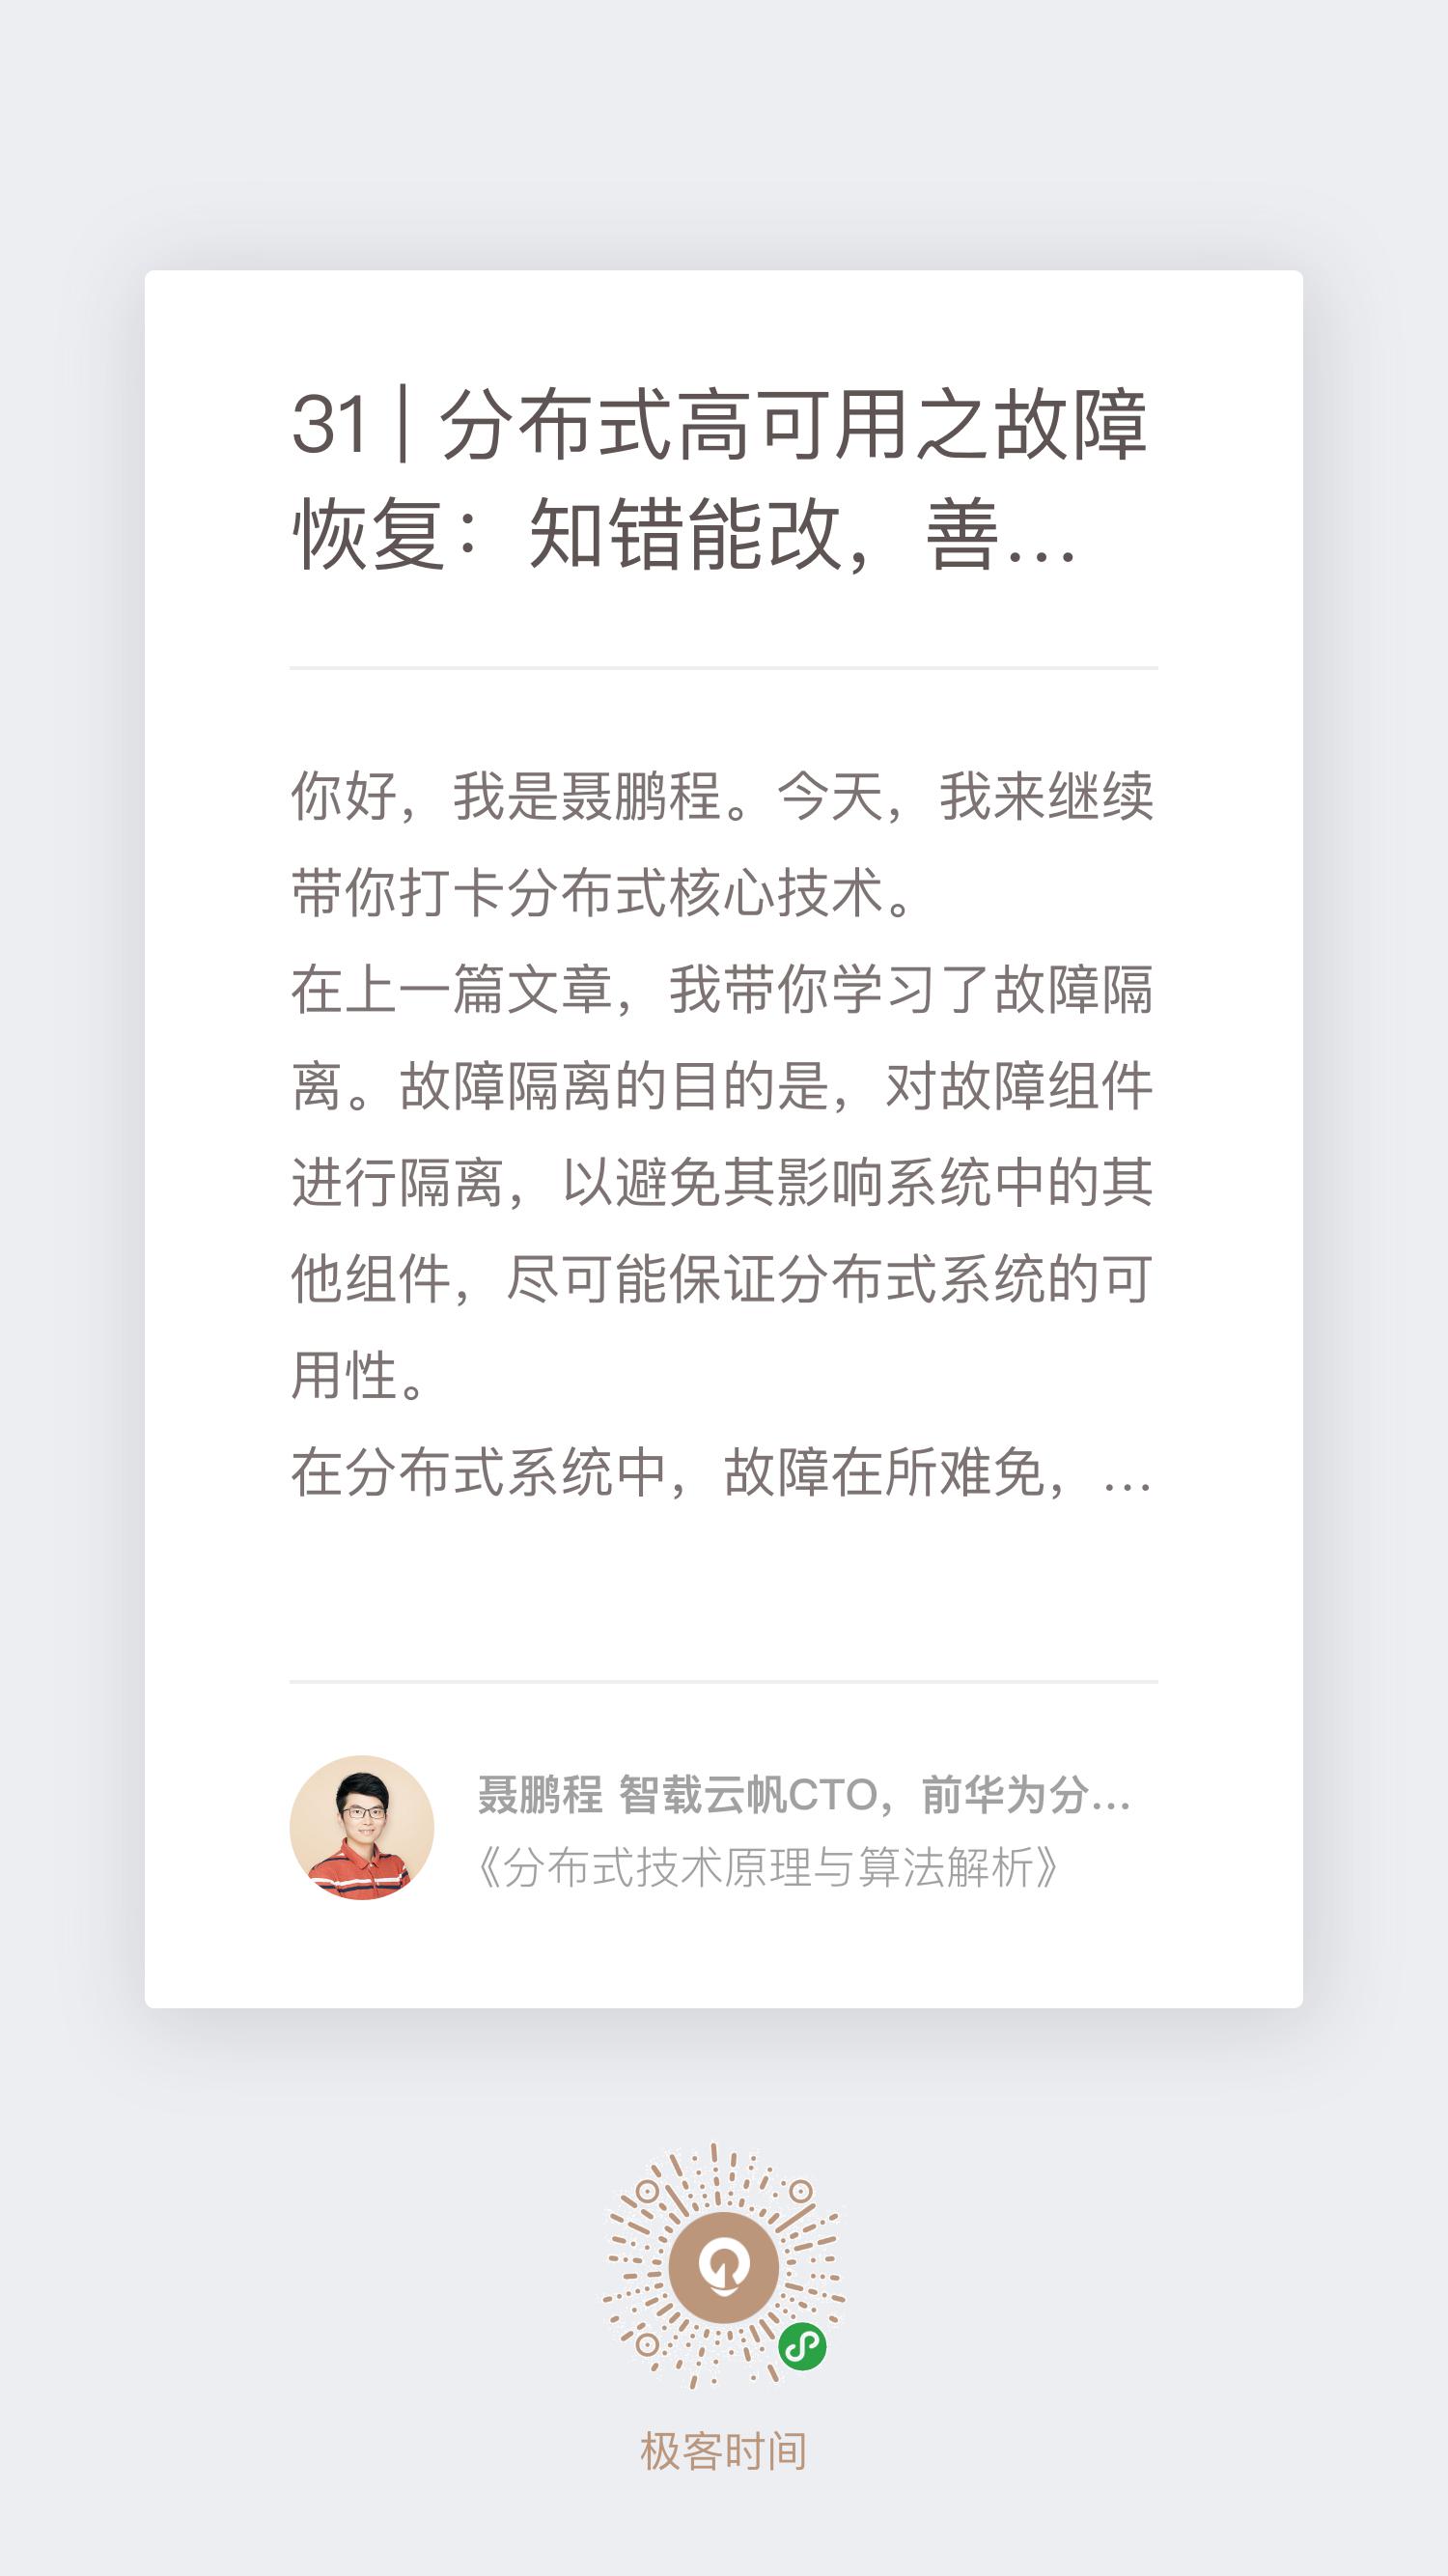 31 | 分布式高可用之故障
恢复：知错能改，善...
你好，我是聂鹏程。今天，我来继续
带你打卡分布式核心技术。
在上一篇文章，我带你学习了故障隔
离。故障隔离的目的是，对故障组件
进行隔离，以避免其影响系统中的其
他组件，尽可能保证分布式系统的可
用性。
在分布式系统中，故障在所难免，...
聂鹏程 智载云帆CTO，前华为分...
《分布式技术原理与算法解析》
极客时间